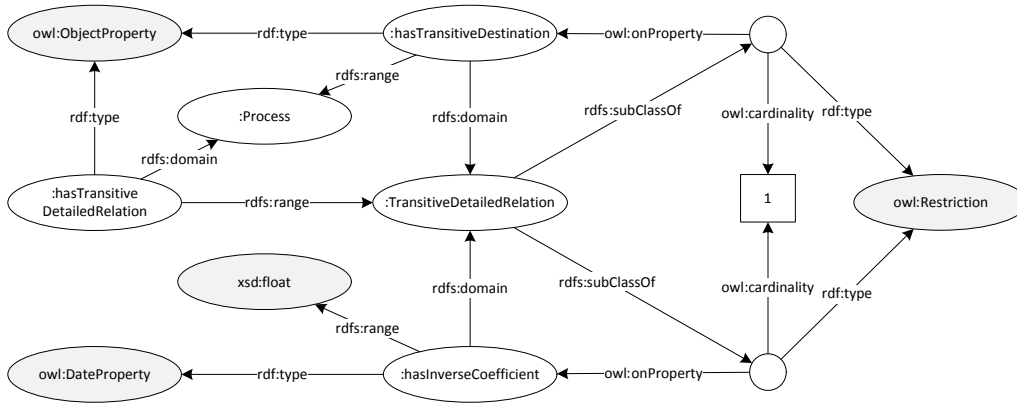 owl:ObjectProperty
rdf:type
:hasTransitiveDestination
owl:onProperty
rdfs:range
rdf:type
:Process
rdfs:domain
rdfs:subClassOf
owl:cardinality
rdf:type
rdfs:domain
:hasTransitive
DetailedRelation
rdfs:range
:TransitiveDetailedRelation
1
owl:Restriction
xsd:float
rdfs:domain
rdfs:subClassOf
owl:cardinality
rdf:type
rdfs:range
owl:DateProperty
rdf:type
:hasInverseCoefficient
owl:onProperty